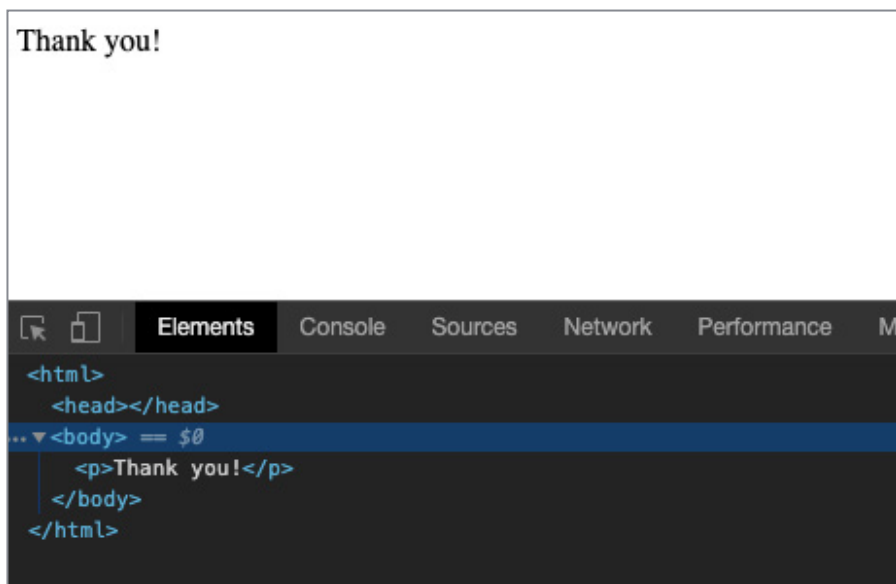 Thank you!
Elements Console Sources Network Performance M
<html>
<head></head>
… ▼<body> == $0
<p>Thank you!</p>
</body>
</html>